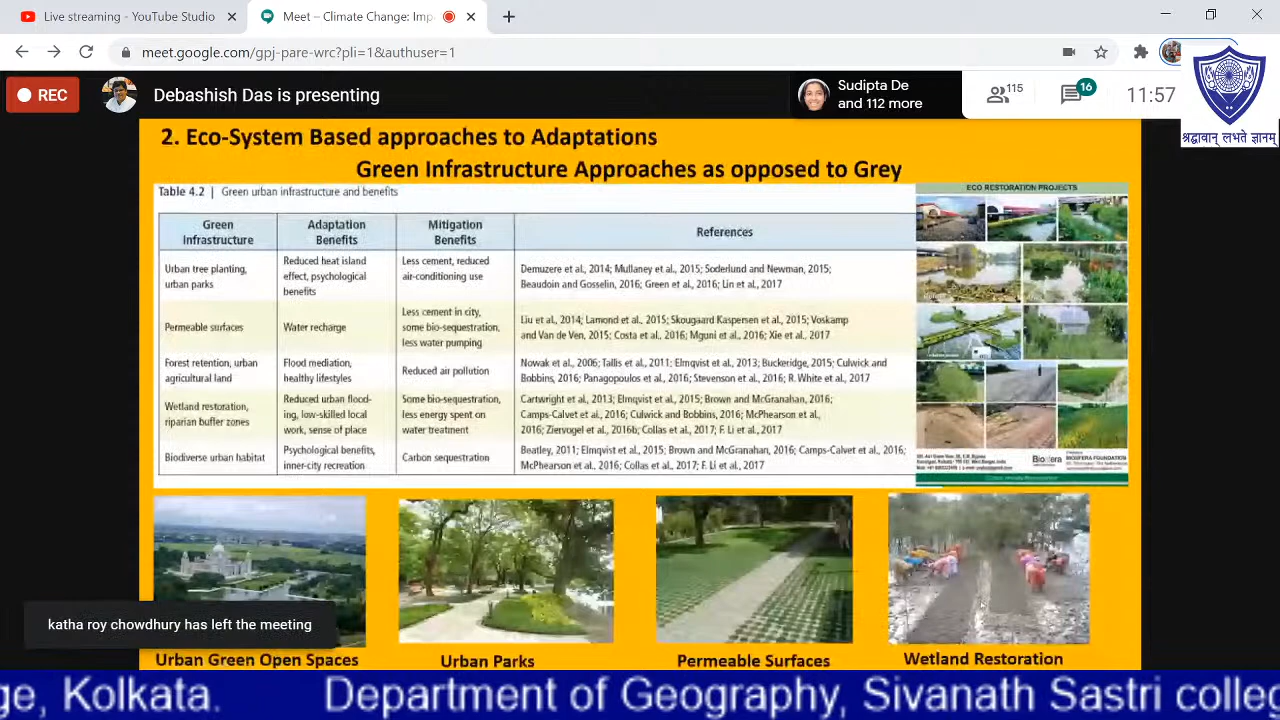 Live streaming - YouTube Studio
Meet – Climate Change: Imp
meet.google.com/gpj-pare-wrc?pli=1&authuser=1
REC
Debashish Das is presenting
Sudipta De
and 112 more
115
16
11:57
श्रद्धावान् लभते ज्ञानम्
2. Eco-System Based approaches to Adaptations
Green Infrastructure Approaches as opposed to Grey
Table 4.2 | Green urban infrastructure and benefits
Green
Infrastructure
Adaptation
Benefits
Mitigation
Benefits
References
Urban tree planting,
urban parks
Reduced heat island
effect, psychological
benefits
Less cement, reduced
air-conditioning use
Demuzere et al., 2014; Mullaney et al., 2015; Soderlund and Newman, 2015;
Beaudoin and Gosselin, 2016; Green et al., 2016; Lin et al., 2017
Permeable surfaces
Water recharge
Less cement in city,
some bio-sequestration,
less water pumping
Liu et al., 2014; Lamond et al., 2015; Skougaard Kaspersen et al., 2015; Voskamp
and Van de Ven, 2015; Costa et al., 2016; Mguni et al., 2016; Xie et al., 2017
Forest retention, urban
agricultural land
Flood mediation,
healthy lifestyles
Reduced air pollution
Nowak et al., 2006; Tallis et al., 2011; Elmqvist et al., 2013; Buckeridge, 2015; Culwick and
Bobbins, 2016; Panagopoulos et al., 2016; Stevenson et al., 2016; R. White et al., 2017
Wetland restoration,
riparian buffer zones
Reduced urban flood-
ing, low-skilled local
work, sense of place
Some bio-sequestration,
less energy spent on
water treatment
Cartwright et al., 2013; Elmqvist et al., 2015; Brown and McGranahan, 2016;
Camps-Calvet et al., 2016; Culwick and Bobbins, 2016; McPhearson et al.,
2016; Ziervogel et al., 2016b; Collas et al., 2017; F. Li et al., 2017
Biodiverse urban habitat
Psychological benefits,
inner-city recreation
Carbon sequestration
Beatley, 2011; Elmqvist et al., 2015; Brown and McGranahan, 2016; Camps-Calvet et al., 2016;
McPhearson et al., 2016; Collas et al., 2017; F. Li et al., 2017
ECO RESTORATION PROJECTS
BIOSFERA FOUNDATION
katha roy chowdhury has left the meeting
Urban Green Open Spaces
Urban Parks
Permeable Surfaces
Wetland Restoration
ge, Kolkata. Department of Geography, Sivanath Sastri colleg